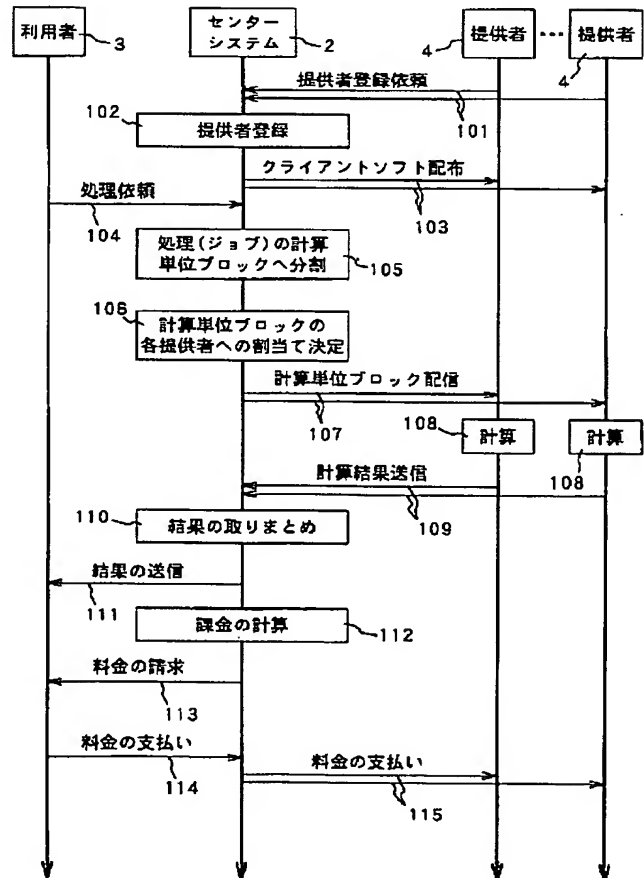 利用者
3
センター
システム
2
4
提供者
…
提供者
4
提供者登録依頼
101
102
提供者登録
クライアントソフト配布
103
処理依頼
104
処理(ジョブ)の計算
単位ブロックへ分割
105
106
計算単位ブロックの
各提供者への割当て決定
計算単位ブロック配信
107
108
計算
計算
108
計算結果送信
109
110
結果の取りまとめ
結果の送信
111
課金の計算
112
料金の請求
113
料金の支払い
114
料金の支払い
115